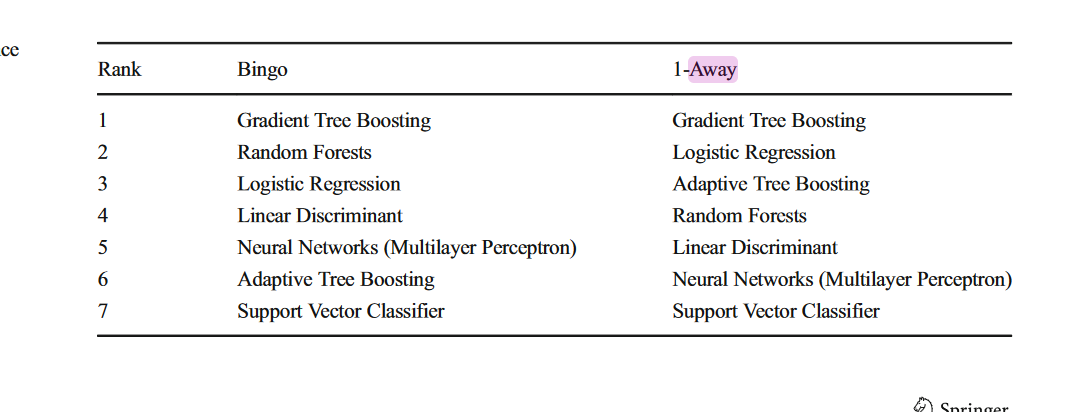 ce
Rank Bingo 1-Away
1 Gradient Tree Boosting Gradient Tree Boosting
2 Random Forests Logistic Regression
3 Logistic Regression Adaptive Tree Boosting
4 Linear Discriminant Random Forests
5 Neural Networks (Multilayer Perceptron) Linear Discriminant
6 Adaptive Tree Boosting Neural Networks (Multilayer Perceptron)
7 Support Vector Classifier Support Vector Classifier
Springer